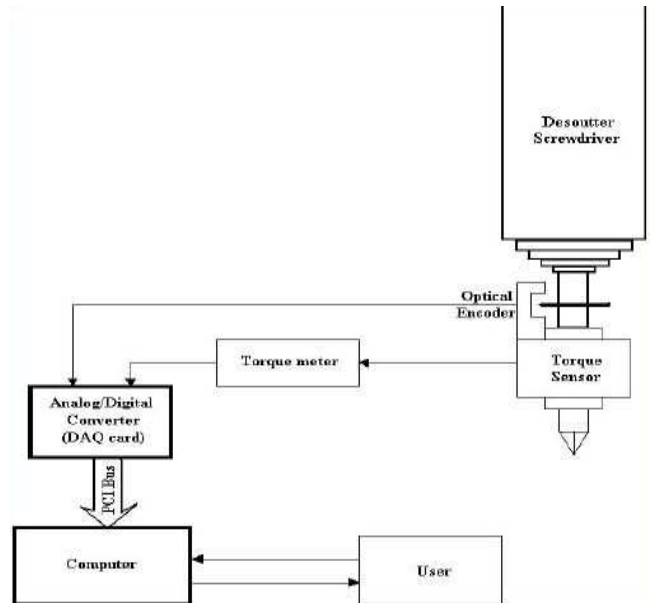 Desoutter
Screwdriver
Optical
Encoder
Torque meter
Torque
Sensor
Analog/Digital
Converter
(DAQ card)
PCI Bus
Computer
User